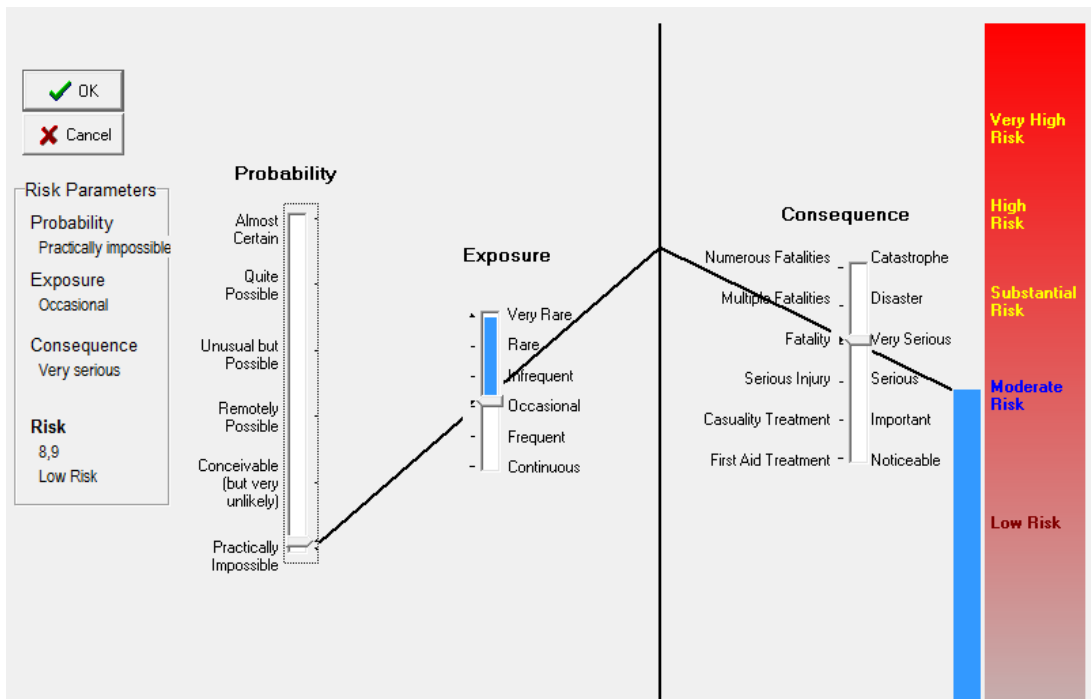 OK
Cancel
Risk Parameters
Probability
Practically impossible
Exposure
Occasional
Consequence
Very serious
Risk
8,9
Low Risk
Probability
Almost
Certain
Quite
Possible
Unusual but
Possible
Remotely
Possible
Conceivable
(but very
unlikely)
Practically
Impossible
Exposure
Very Rare
Rare
Infrequent
Occasional
Frequent
Continuous
Consequence
Numerous Fatalities Catastrophe
Multiple Fatalities Disaster
Fatality Very Serious
Serious Injury Serious
Casuality Treatment Important
First Aid Treatment Noticeable
Very High
Risk
High
Risk
Substantial
Risk
Moderate
Risk
Low Risk